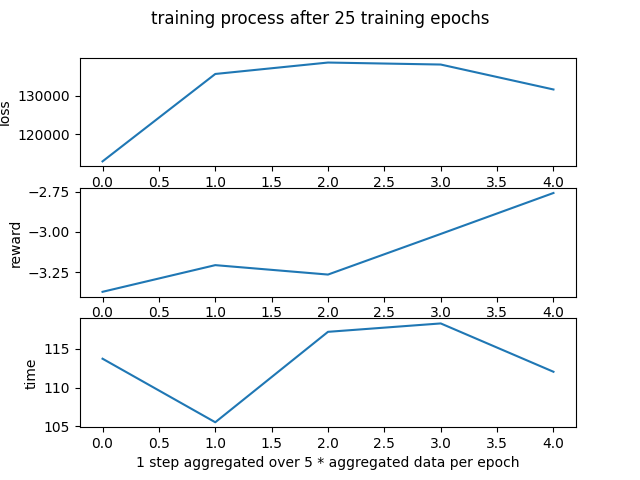 training process after 25 training epochs
130000
120000
loss
0.0 0.5 1.0 1.5 2.0 2.5 3.0 3.5 4.0
−2.75
−3.00
−3.25
reward
0.0 0.5 1.0 1.5 2.0 2.5 3.0 3.5 4.0
115
110
105
time
0.0 0.5 1.0 1.5 2.0 2.5 3.0 3.5 4.0
1 step aggregated over 5 * aggregated data per epoch